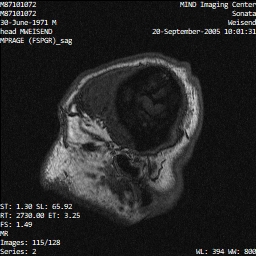 M87101072
M87101072
30-June-1971 M
head MWEISEND
MPRAGE (FSPGR)_sag
MIND Imaging Center
Sonata
Weisend
20-September-2005 10:01:31
ST: 1.30 SL: 65.92
RT: 2730.00 ET: 3.25
FS: 1.49
MR
Images: 115/128
Series: 2
WL: 394 WW: 800